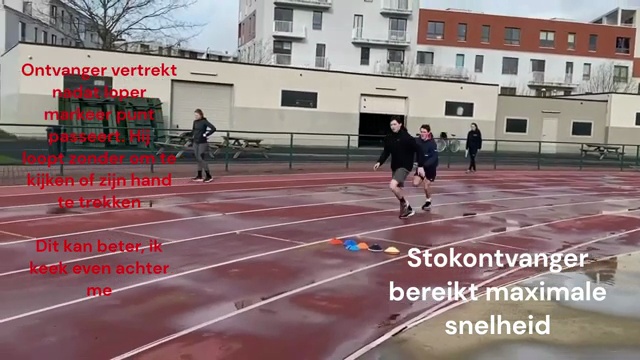 Ontvanger vertrekt
nadat loper
markeer punt
passeert. Hij
loopt zonder om te
kijken of zijn hand
te trekken
Dit kan beter, ik
keek even achter
me
Stokontvanger
bereikt maximale
snelheid